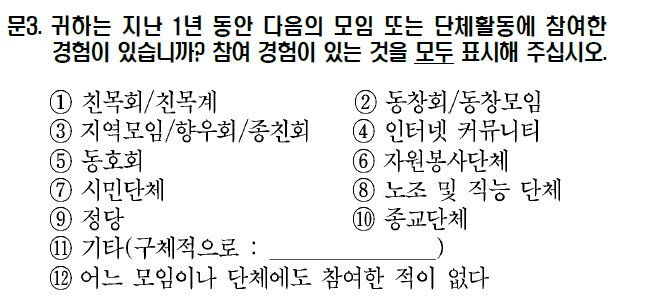 문3. 귀하는 지난 1년 동안 다음의 모임 또는 단체활동에 참여한
경험이 있습니까? 참여 경험이 있는 것을 모두 표시해 주십시오.
① 친목회/친목계 ② 동창회/동창모임
③ 지역모임/향우회/종친회 ④ 인터넷 커뮤니티
⑤ 동호회 ⑥ 자원봉사단체
⑦ 시민단체 ⑧ 노조 및 직능 단체
⑨ 정당 ⑩ 종교단체
⑪ 기타(구체적으로 : ______________)
⑫ 어느 모임이나 단체에도 참여한 적이 없다